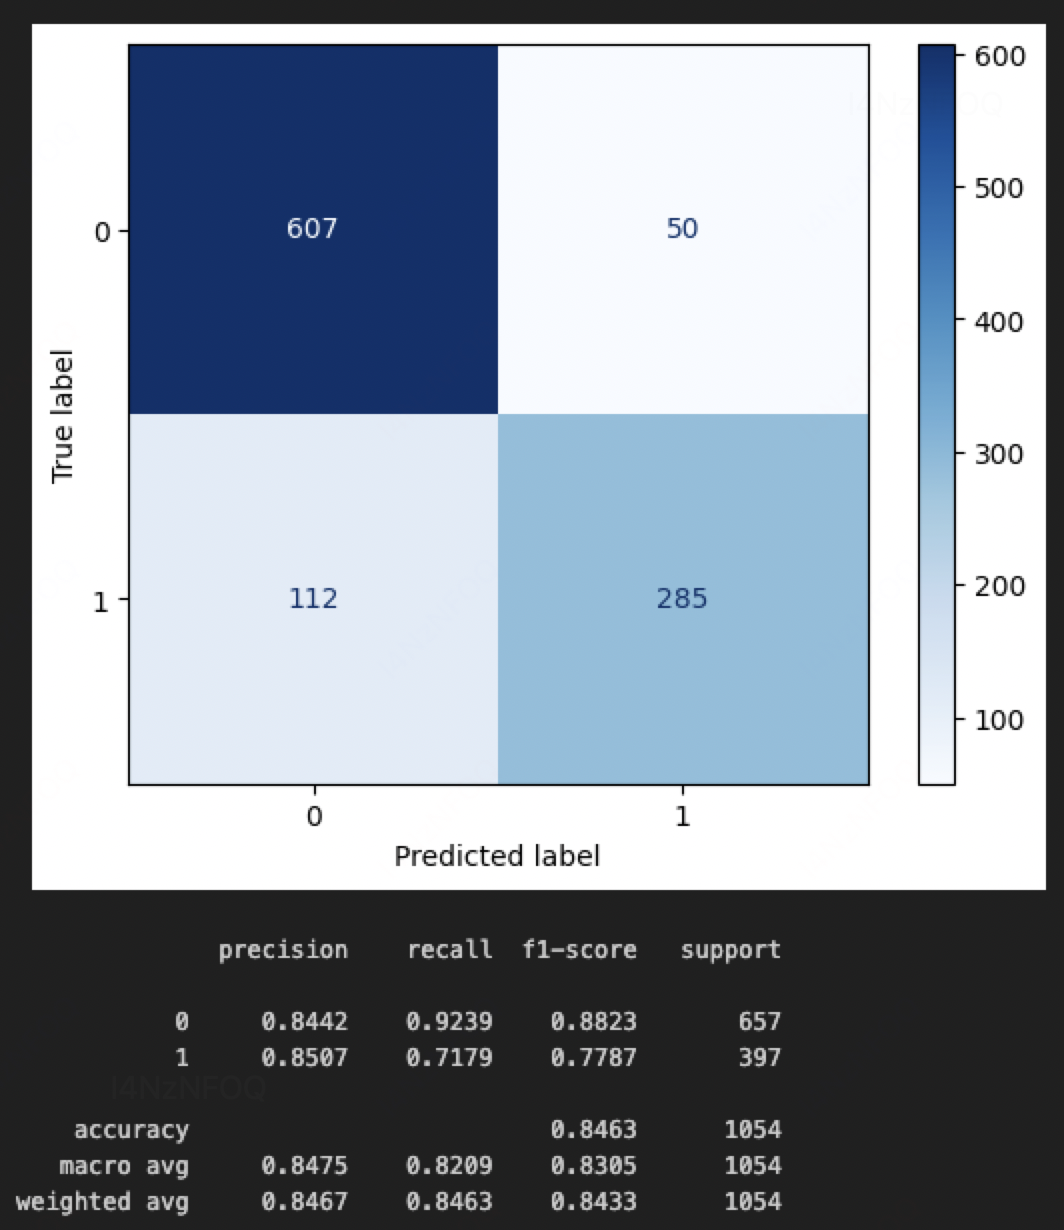 600
0
607
50
500
400
True label
300
1
112
285
200
100
0
1
Predicted label
precision recall f1-score support
0 0.8442 0.9239 0.8823 657
1 0.8507 0.7179 0.7787 397
I4NzNFOQ
accuracy 0.8463 1054
macro avg 0.8475 0.8209 0.8305 1054
weighted avg 0.8467 0.8463 0.8433 1054